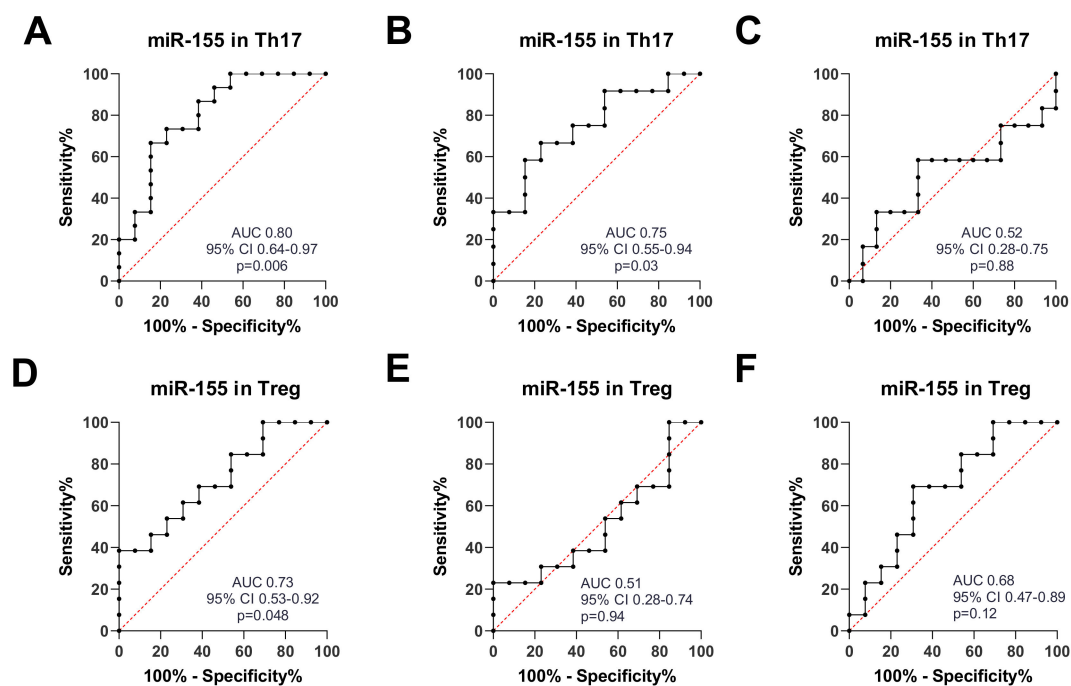 A
miR-155 in Th17
Sensitivity%
100
80
60
40
20
0
AUC 0.80
95% CI 0.64-0.97
p=0.006
0 20 40 60 80 100
100% - Specificity%
B
miR-155 in Th17
Sensitivity%
100
80
60
40
20
0
AUC 0.75
95% CI 0.55-0.94
p=0.03
0 20 40 60 80 100
100% - Specificity%
C
miR-155 in Th17
Sensitivity%
100
80
60
40
20
0
AUC 0.52
95% CI 0.28-0.75
p=0.88
0 20 40 60 80 100
100% - Specificity%
D
miR-155 in Treg
Sensitivity%
100
80
60
40
20
0
AUC 0.73
95% CI 0.53-0.92
p=0.048
0 20 40 60 80 100
100% - Specificity%
E
miR-155 in Treg
Sensitivity%
100
80
60
40
20
0
AUC 0.51
95% CI 0.28-0.74
p=0.94
0 20 40 60 80 100
100% - Specificity%
F
miR-155 in Treg
Sensitivity%
100
80
60
40
20
0
AUC 0.68
95% CI 0.47-0.89
p=0.12
0 20 40 60 80 100
100% - Specificity%